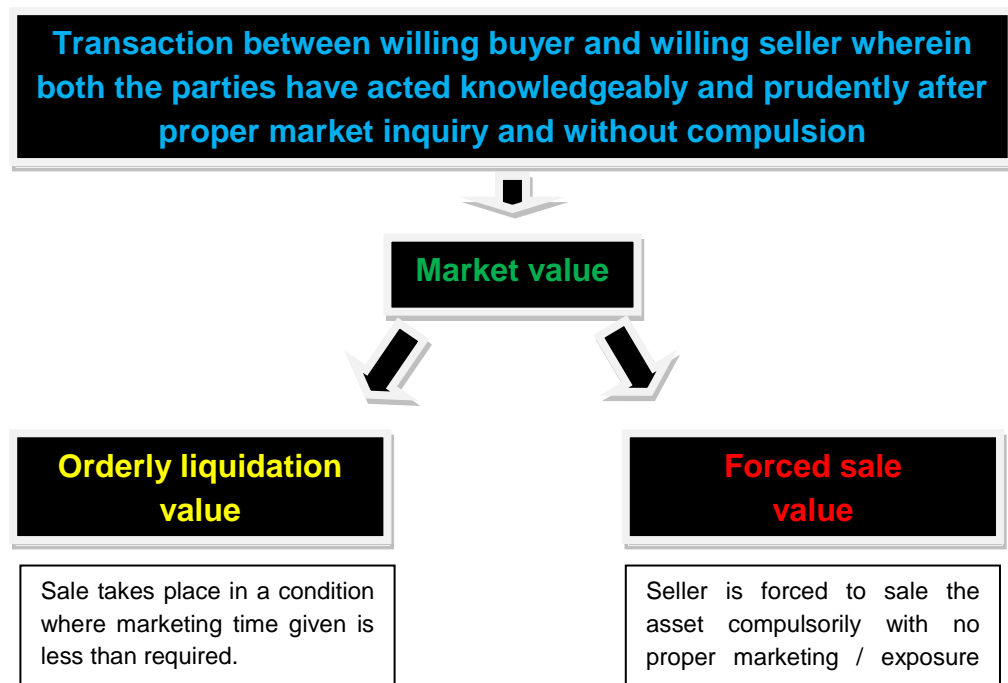 Transaction between willing buyer and willing seller wherein
both the parties have acted knowledgeably and prudently after
proper market inquiry and without compulsion
Market value
Orderly liquidation
value
Forced sale
value
Sale takes place in a condition
where marketing time given is
less than required.
Seller is forced to sale the
asset compulsorily with no
proper marketing / exposure